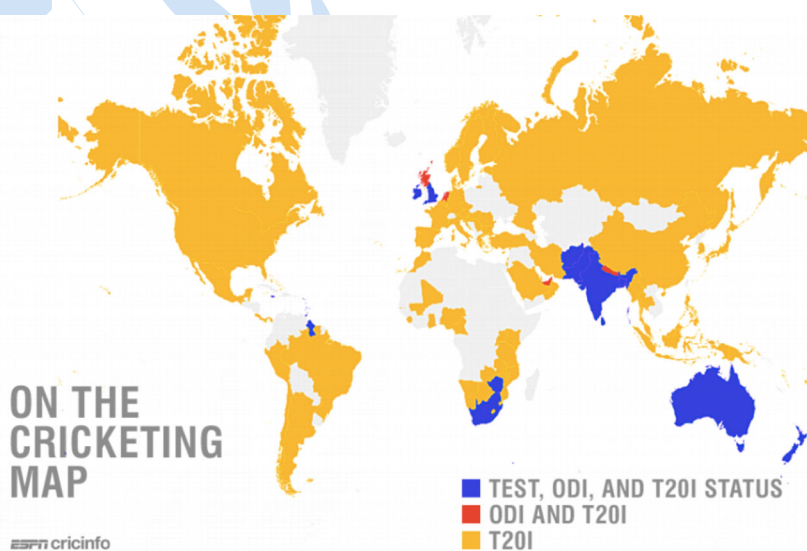 ON THE
CRICKETING
MAP
TEST, ODI, AND T20I STATUS
ODI AND T20I
T20I
ESPN cricinfo